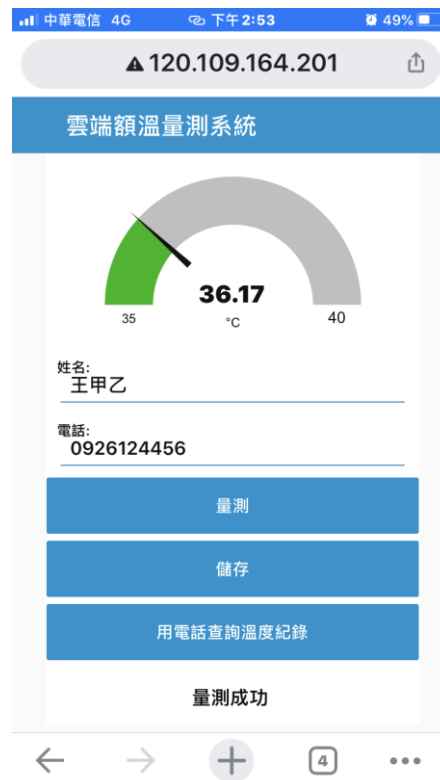 中華電信 4G 下午2:53 49%
120.109.164.201
雲端額溫量測系統
36.17
35 °C 40
姓名:
王甲乙
電話:
0926124456
量測
儲存
用電話查詢溫度紀錄
量測成功
4